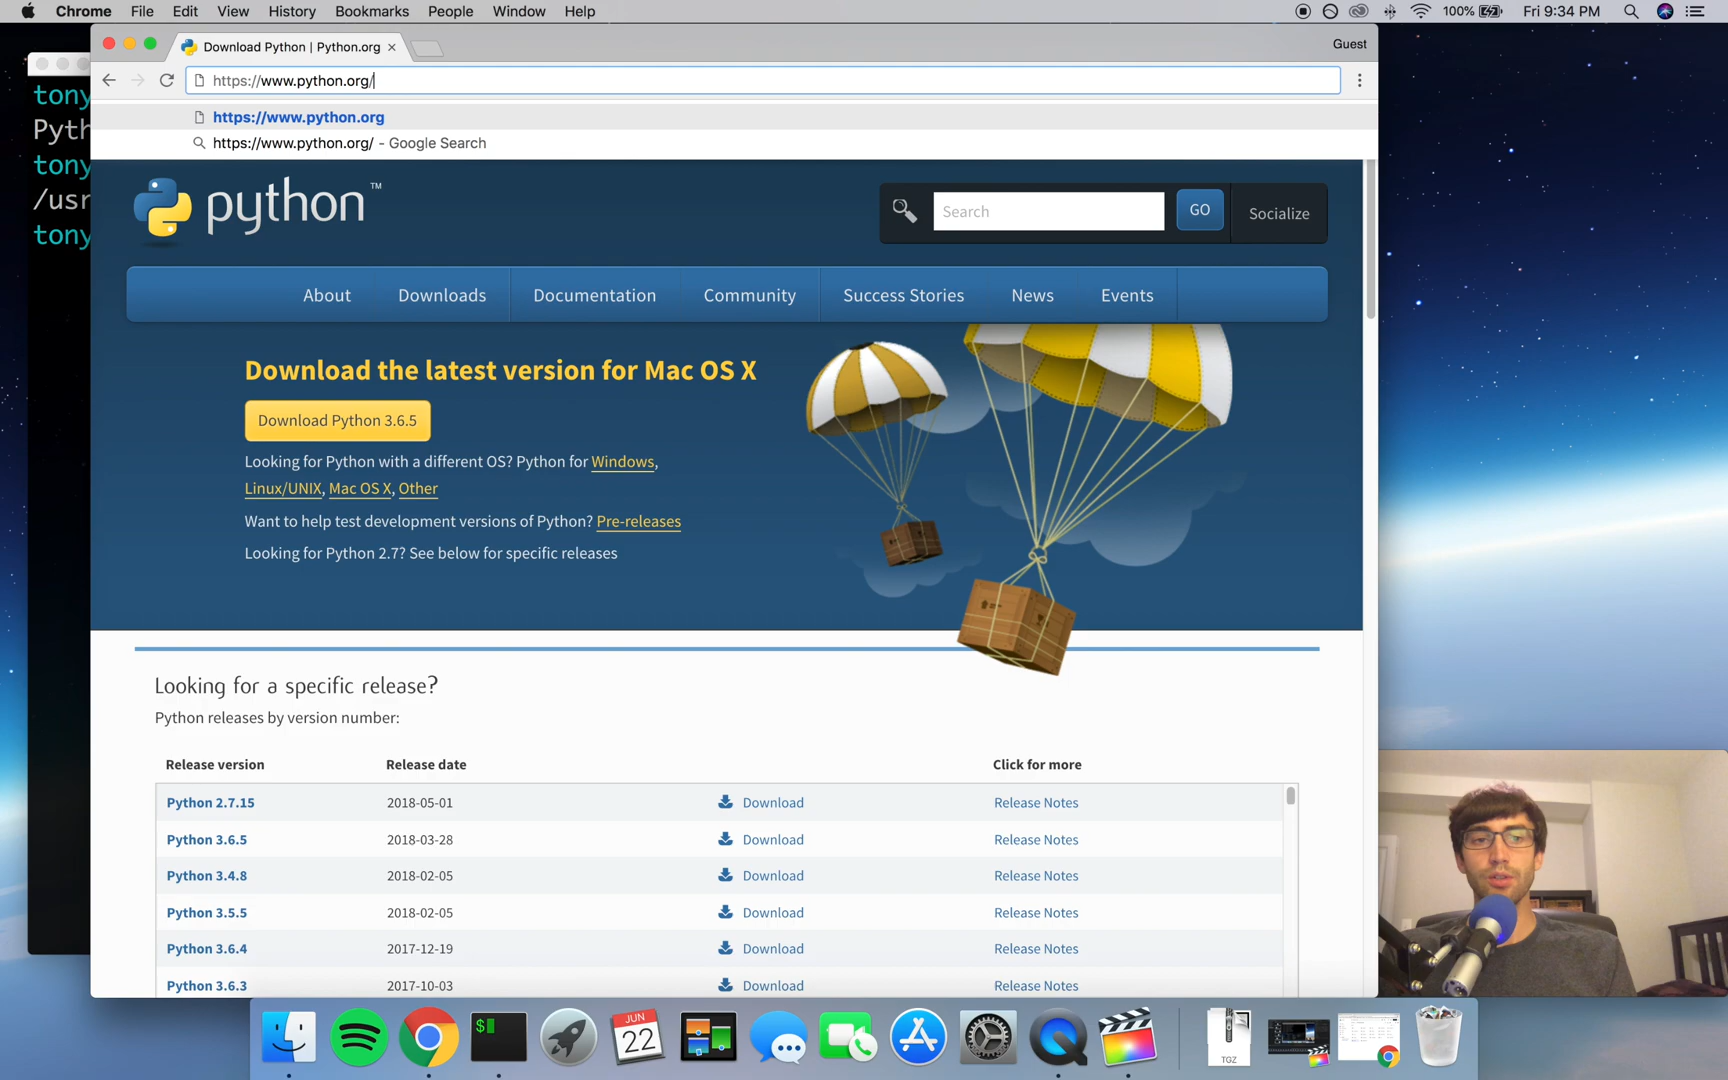 Chrome File Edit View History Bookmarks People Window Help
100% Fri 9:34 PM
Download Python | Python.org
Guest
https://www.python.org/
https://www.python.org
https://www.python.org/ - Google Search
tony
Pyth
tony
/usr
tony
python™
Search
GO
Socialize
About Downloads Documentation Community Success Stories News Events
Download the latest version for Mac OS X
Download Python 3.6.5
Looking for Python with a different OS? Python for Windows,
Linux/UNIX, Mac OS X, Other
Want to help test development versions of Python? Pre-releases
Looking for Python 2.7? See below for specific releases
Looking for a specific release?
Python releases by version number:
Release version Release date Click for more
Python 2.7.15 2018-05-01 Download Release Notes
Python 3.6.5 2018-03-28 Download Release Notes
Python 3.4.8 2018-02-05 Download Release Notes
Python 3.5.5 2018-02-05 Download Release Notes
Python 3.6.4 2017-12-19 Download Release Notes
Python 3.6.3 2017-10-03 Download Release Notes
$
JUN
22
TGZ